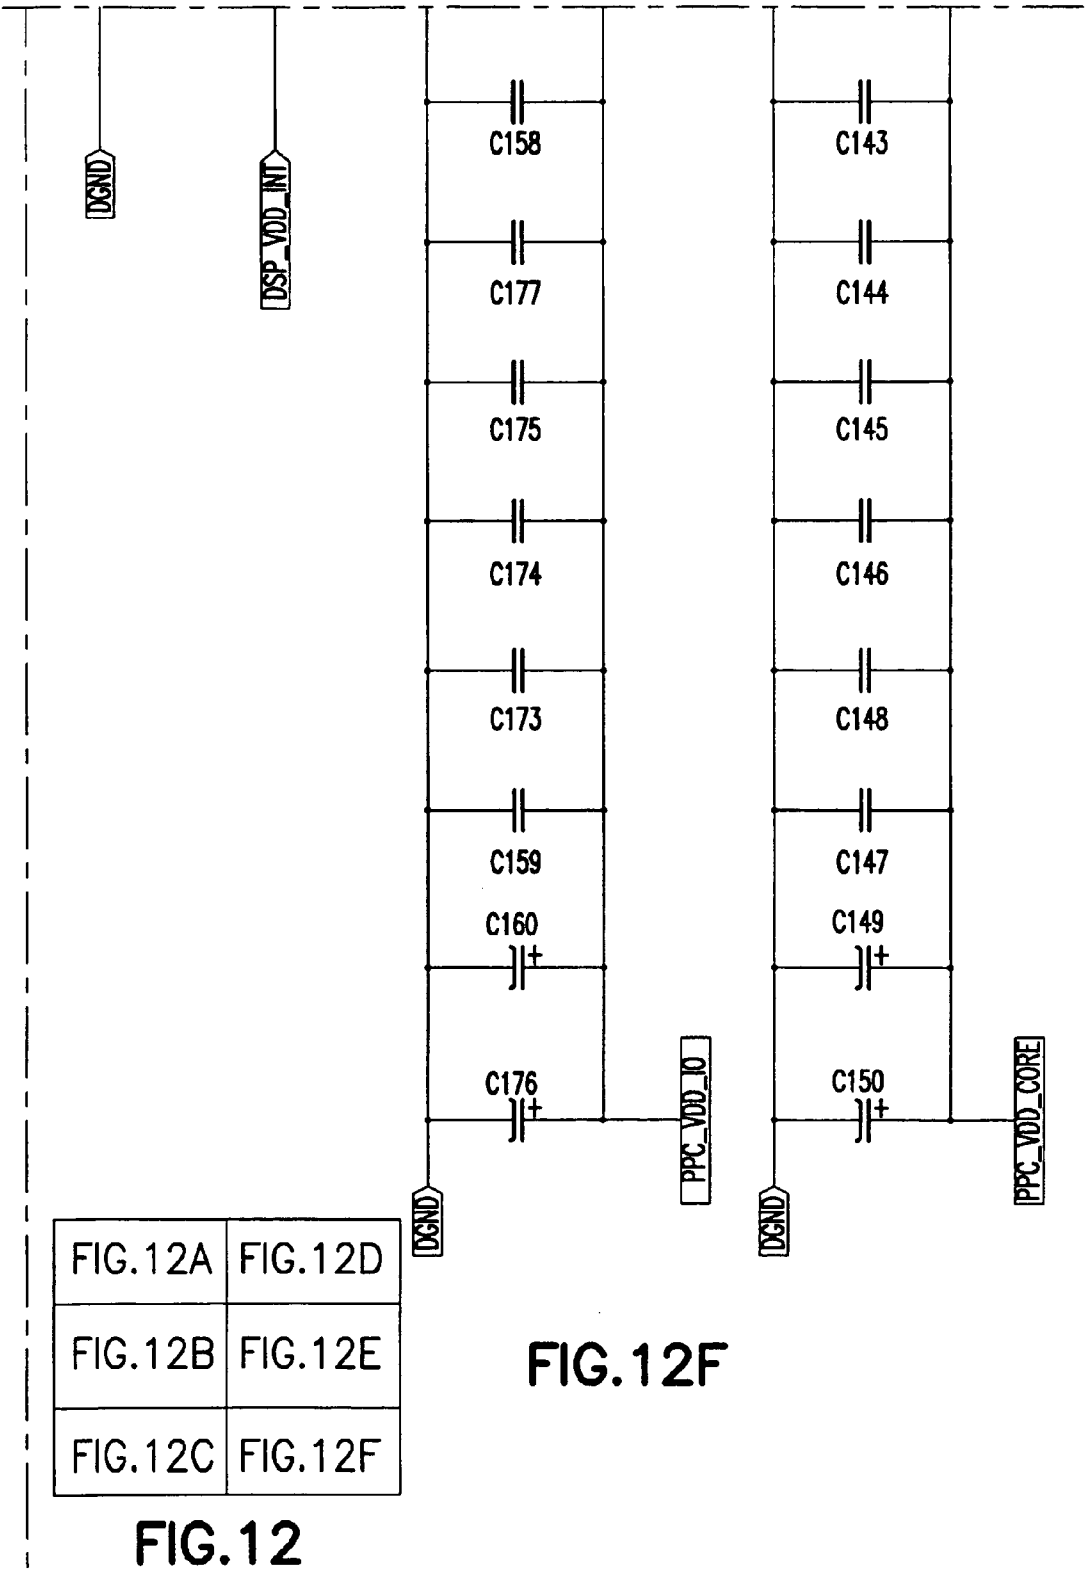 DGND
DSP_VDD_INT
C158
C143
C177
C144
C175
C145
C174
C146
C173
C148
C159
C147
C160
+
C149
+
C176
+
C150
+
PPC_VDD_IO
PPC_VDD_CORE
DGND
DGND
FIG.12A FIG.12D
FIG.12B FIG.12E
FIG.12C FIG.12F
FIG.12F
FIG.12